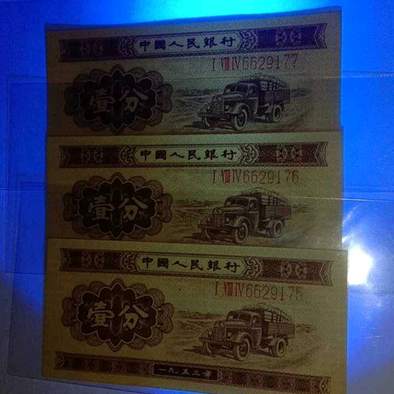 中國人民銀行
I VIII IV 6629177
壹分
中國人民銀行
I VIII IV 6629176
壹分
中國人民銀行
I VIII IV 6629175
壹分
一九五三年